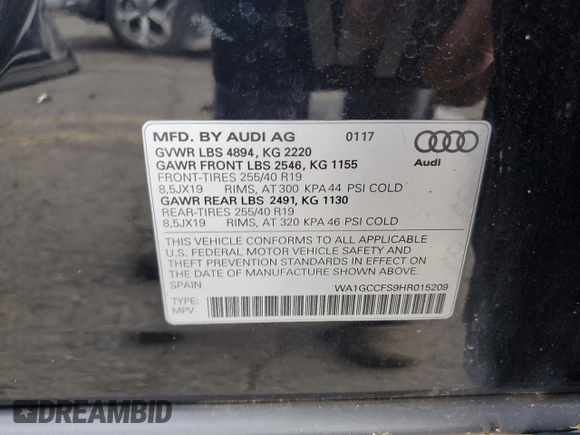 MFD. BY AUDI AG 0117
GVWR LBS 4894, KG 2220
GAWR FRONT LBS 2546, KG 1155
FRONT-TIRES 255/40 R19
8,5JX19 RIMS, AT 300 KPA 44 PSI COLD
GAWR REAR LBS 2491, KG 1130
REAR-TIRES 255/40 R19
8,5JX19 RIMS, AT 320 KPA 46 PSI COLD
Audi
THIS VEHICLE CONFORMS TO ALL APPLICABLE
U.S. FEDERAL MOTOR VEHICLE SAFETY AND
THEFT PREVENTION STANDARDS IN EFFECT ON
THE DATE OF MANUFACTURE SHOWN ABOVE.
SPAIN WA1GCCFS9HR015209
TYPE:
MPV
DREAMBID